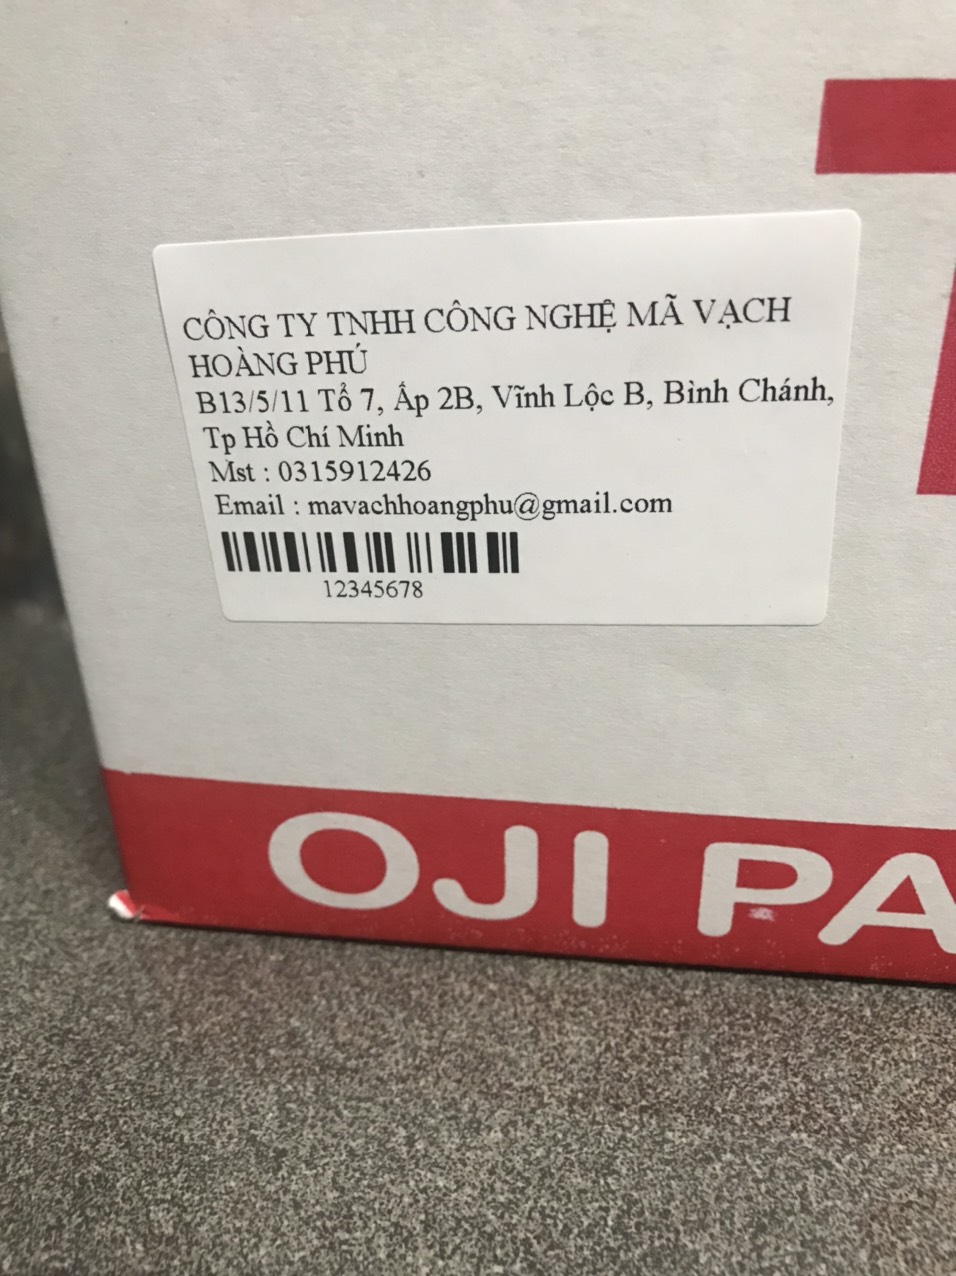 CÔNG TY TNHH CÔNG NGHỆ MÃ VẠCH
HOÀNG PHÚ
B13/5/11 Tổ 7, Ấp 2B, Vĩnh Lộc B, Bình Chánh,
Tp Hồ Chí Minh
Mst : 0315912426
Email : mavachhoangphu@gmail.com
12345678
OJI PA